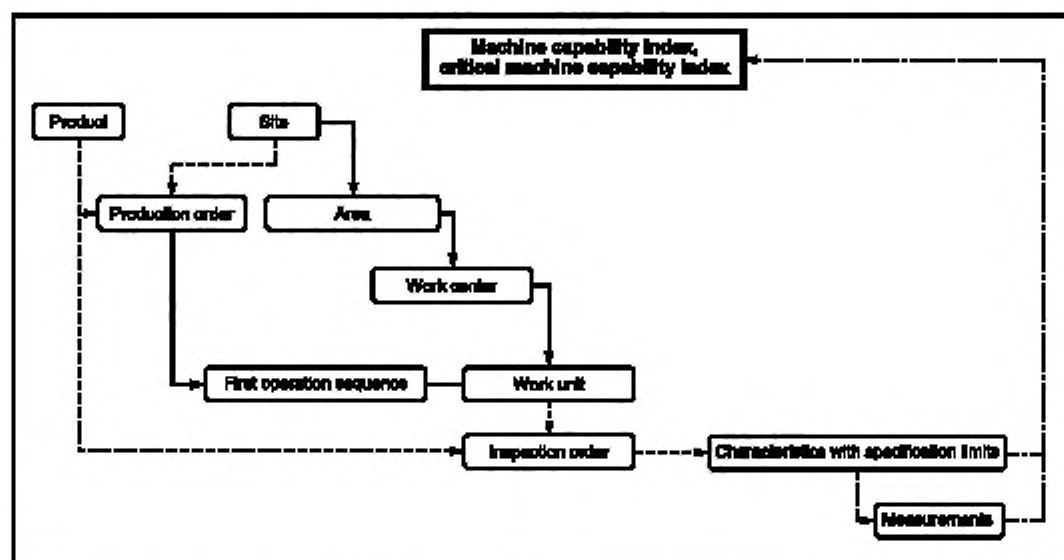 Machine capability index,
critical machine capability index
Product
Site
Production order
Area
Work center
First operation sequence
Work unit
Inspection order
Characteristics with specification limits
Measurements